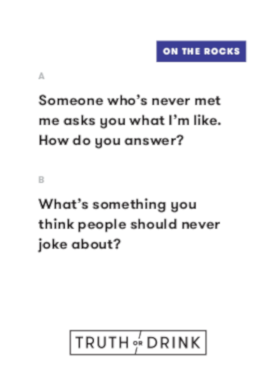 ON THE ROCKS
A
Someone who's never met
me asks you what I'm like.
How do you answer?
B
What's something you
think people should never
joke about?
TRUTH OR DRINK